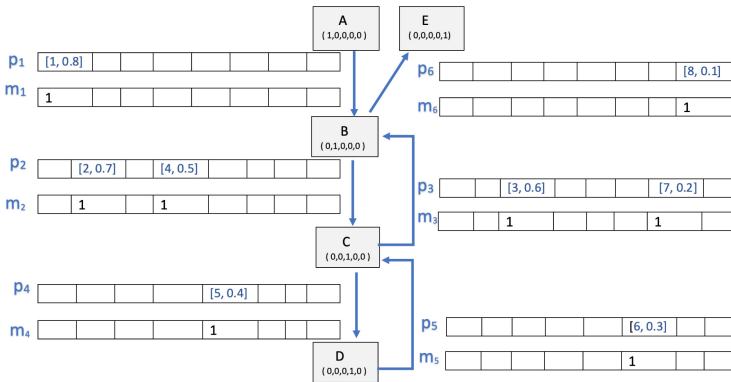 A
( 1,0,0,0,0 )
E
( 0,0,0,0,1)
p1
[1, 0.8]
m1
1
p6
[8, 0.1]
m6
1
B
( 0,1,0,0,0 )
p2
[2, 0.7]
[4, 0.5]
m2
1
1
p3
[3, 0.6]
[7, 0.2]
m3
1
1
C
( 0,0,1,0,0 )
p4
[5, 0.4]
m4
1
p5
[6, 0.3]
m5
1
D
( 0,0,0,1,0 )